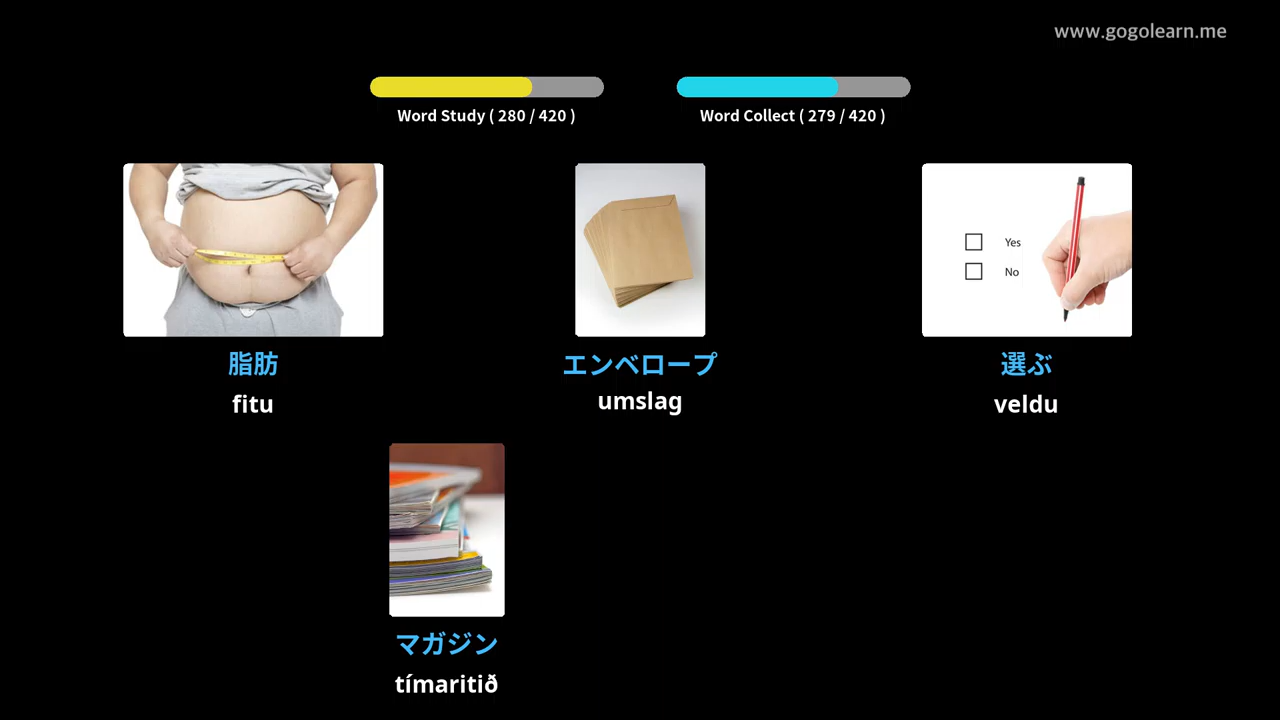 www.gogolearn.me
Word Study ( 280 / 420 )
Word Collect ( 279 / 420 )
Yes
No
脂肪
エンベロープ
選ぶ
fitu
umslag
veldu
マガジン
tímaritið